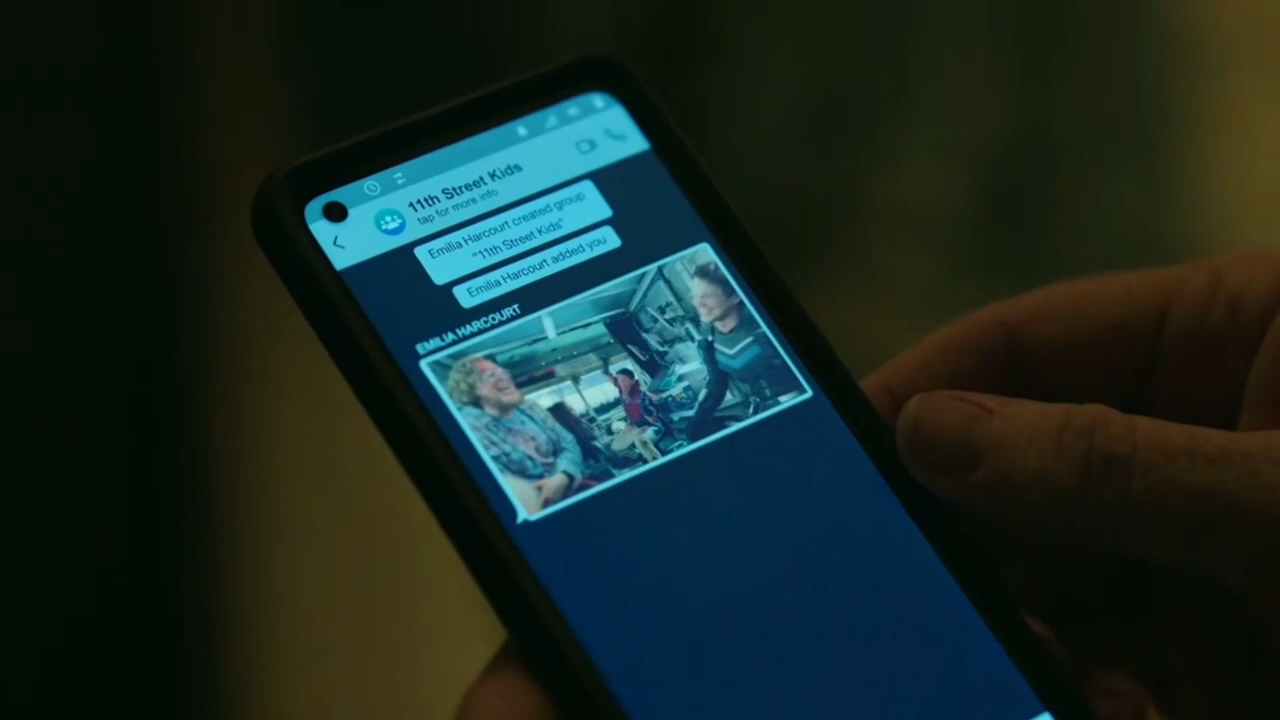 11th Street Kids
tap for more info
Emilia Harcourt created group
"11th Street Kids"
Emilia Harcourt added you
EMILIA HARCOURT